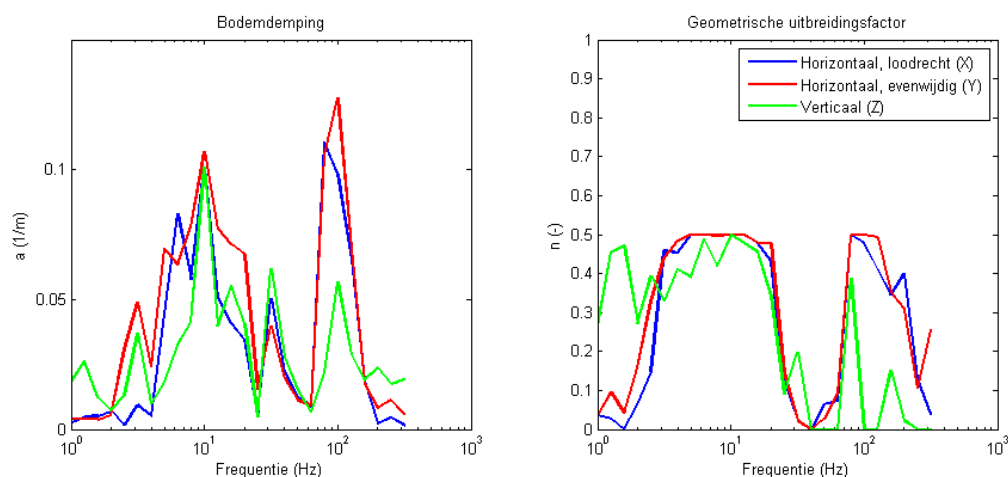 Bodemdemping
a (1/m)
0.1
0.05
0
10^0
10^1
10^2
10^3
Frequentie (Hz)
Geometrische uitbreidingsfactor
n (-)
1
0.9
0.8
0.7
0.6
0.5
0.4
0.3
0.2
0.1
0
10^0
10^1
10^2
10^3
Frequentie (Hz)
Horizontaal, loodrecht (X)
Horizontaal, evenwijdig (Y)
Verticaal (Z)